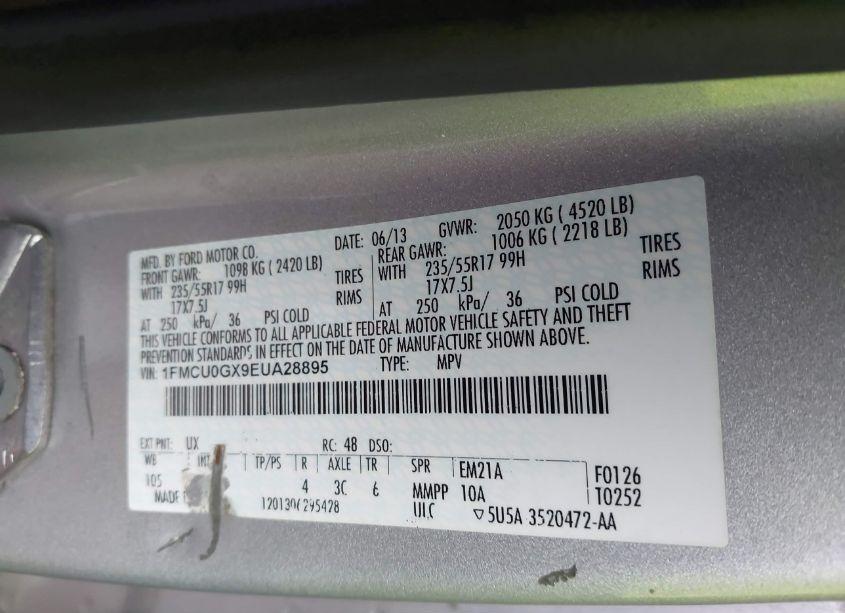 MFD. BY FORD MOTOR CO. DATE: 06/13 GVWR: 2050 KG ( 4520 LB)
FRONT GAWR: 1098 KG ( 2420 LB) REAR GAWR: 1006 KG ( 2218 LB)
WITH 235/55R17 99H TIRES WITH 235/55R17 99H TIRES
17X7.5J RIMS 17X7.5J RIMS
AT 250 kPa/ 36 PSI COLD AT 250 kPa/ 36 PSI COLD
THIS VEHICLE CONFORMS TO ALL APPLICABLE FEDERAL MOTOR VEHICLE SAFETY AND THEFT
PREVENTION STANDARDS IN EFFECT ON THE DATE OF MANUFACTURE SHOWN ABOVE.
VIN: 1FMCU0GX9EUA28895 TYPE: MPV
EXT PNT: UX RC: 48 DSO:
WB INT TP/PS R AXLE TR SPR EM21A F0126
105 4 3C 6 MMPP 10A T0252
MADE 120130 295428 ULC ▽5U5A 3520472-AA